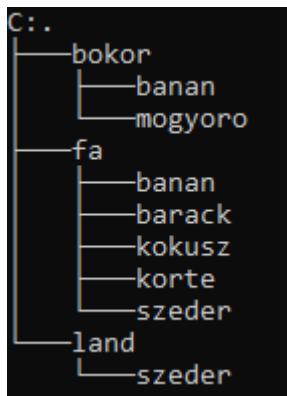 C:.
├───bokor
│   ├───banan
│   └───mogyoro
├───fa
│   ├───banan
│   ├───barack
│   ├───kokusz
│   ├───korte
│   └───szeder
└───land
    └───szeder